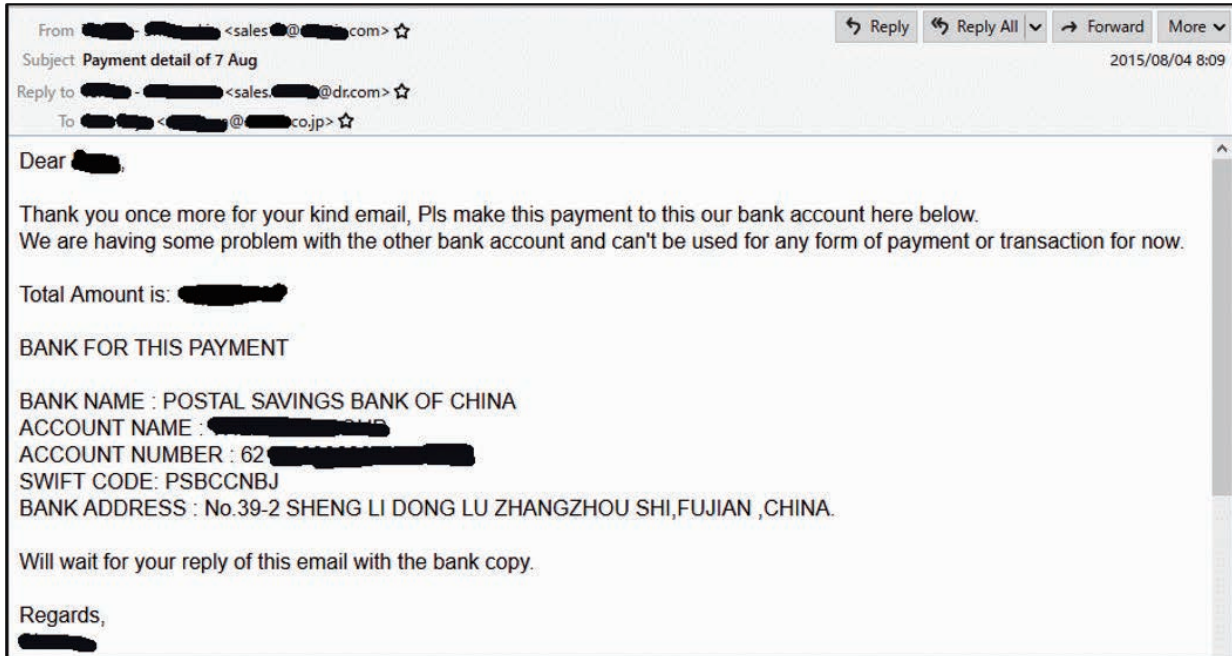 From - <sales @ com>
Reply Reply All Forward More
Subject Payment detail of 7 Aug
2015/08/04 8:09
Reply to - <sales. @dr.com>
To < @ co.jp>
Dear ,
Thank you once more for your kind email, Pls make this payment to this our bank account here below.
We are having some problem with the other bank account and can't be used for any form of payment or transaction for now.
Total Amount is:
BANK FOR THIS PAYMENT
BANK NAME : POSTAL SAVINGS BANK OF CHINA
ACCOUNT NAME :
ACCOUNT NUMBER : 62
SWIFT CODE: PSBCCNBJ
BANK ADDRESS : No.39-2 SHENG LI DONG LU ZHANGZHOU SHI,FUJIAN ,CHINA.
Will wait for your reply of this email with the bank copy.
Regards,